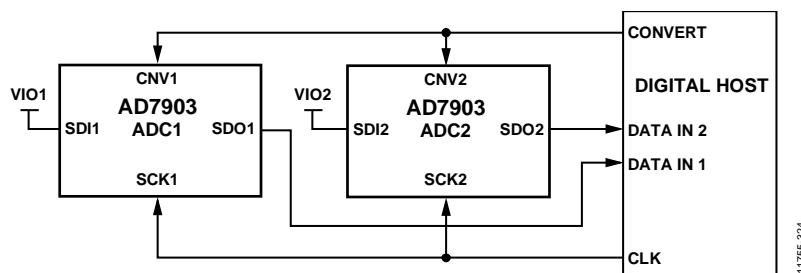 CONVERT
CNV1
CNV2
DIGITAL HOST
VIO1
AD7903
ADC1
VIO2
AD7903
ADC2
SDI1
SDO1
SDI2
SDO2
DATA IN 2
DATA IN 1
SCK1
SCK2
CLK